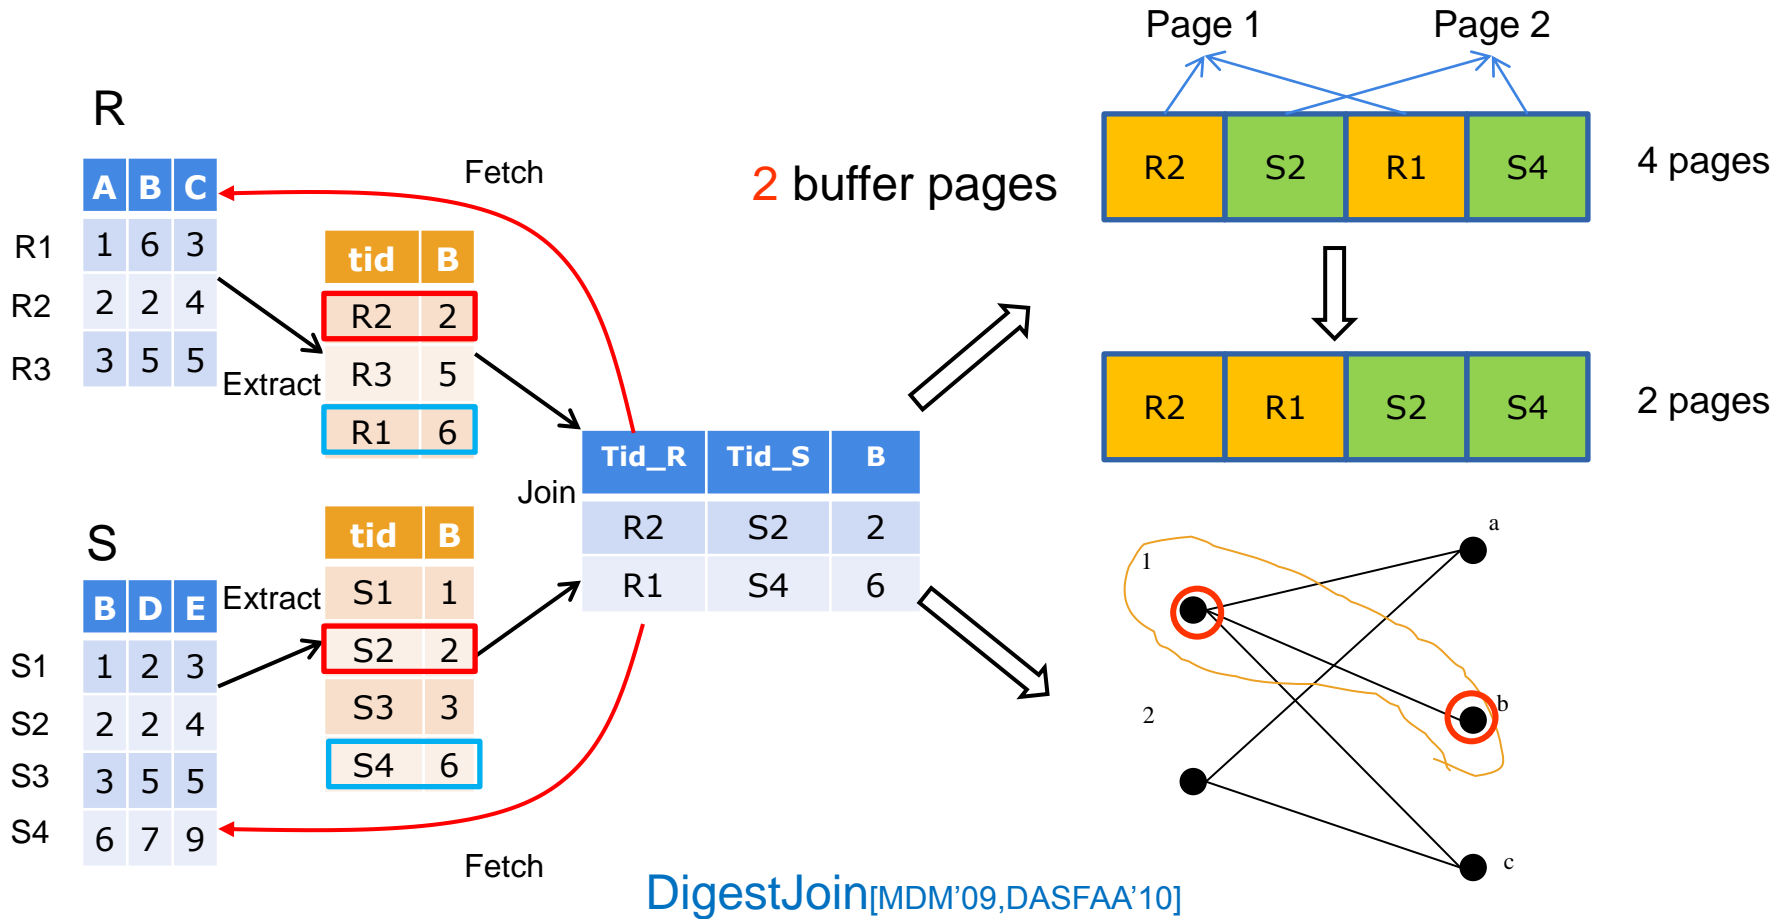 Page 1
Page 2
R
A B C
R1 1 6 3
R2 2 2 4
R3 3 5 5
Fetch
Extract
tid B
R2 2
R3 5
R1 6
2 buffer pages
R2 S2 R1 S4
4 pages
R2 R1 S2 S4
2 pages
Join
Tid_R Tid_S B
R2 S2 2
R1 S4 6
S
B D E
S1 1 2 3
S2 2 2 4
S3 3 5 5
S4 6 7 9
Extract
tid B
S1 1
S2 2
S3 3
S4 6
Fetch
1
2
a
b
c
DigestJoin[MDM'09,DASFAA'10]